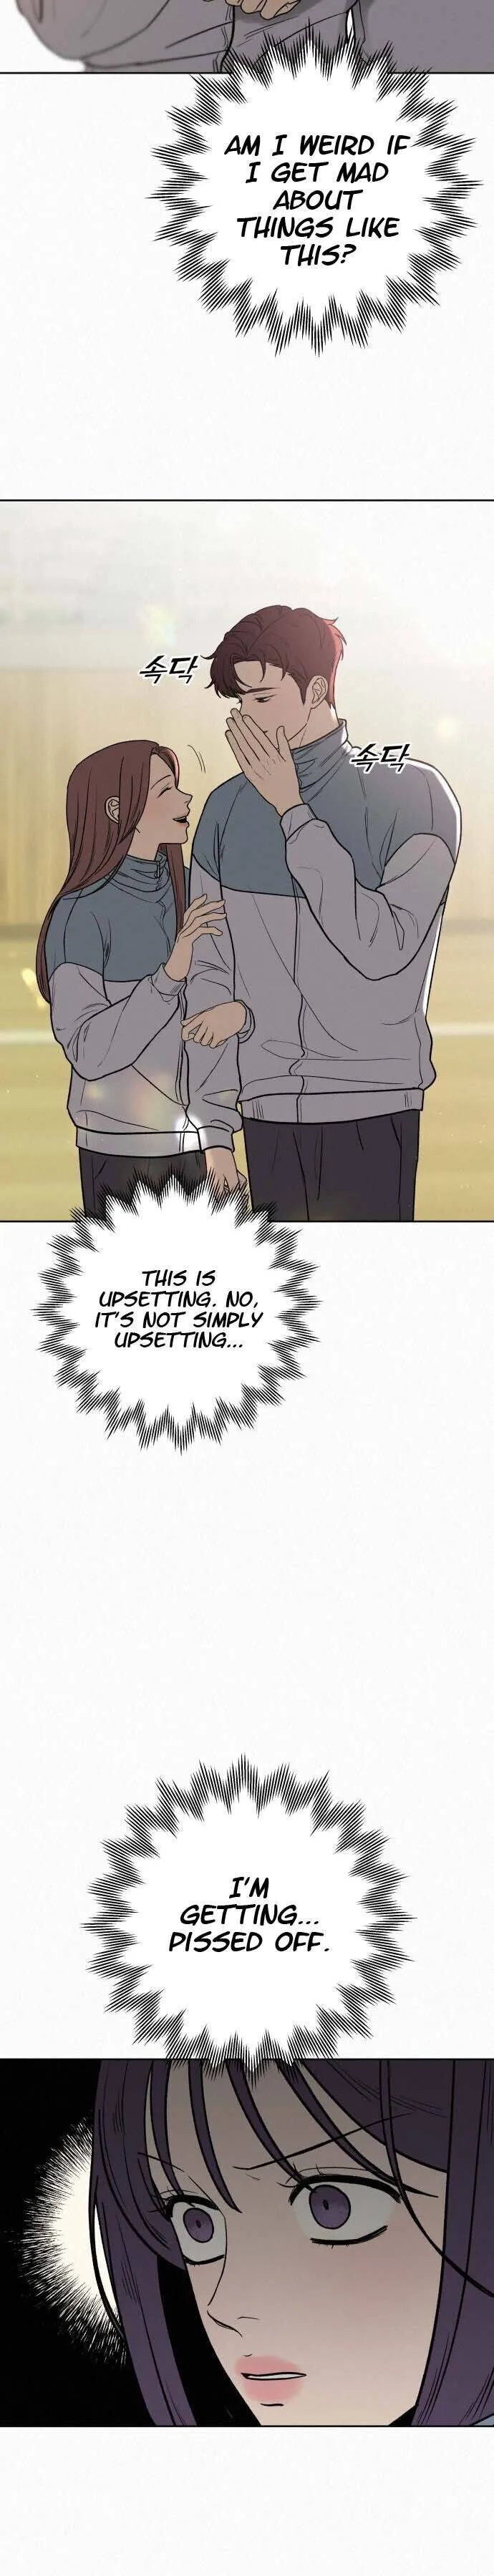 AM I WEIRD IF
I GET MAD
ABOUT
THINGS LIKE
THIS?
속닥
속닥
THIS IS
UPSETTING. NO,
IT'S NOT SIMPLY
UPSETTING...
I'M
GETTING...
PISSED OFF.